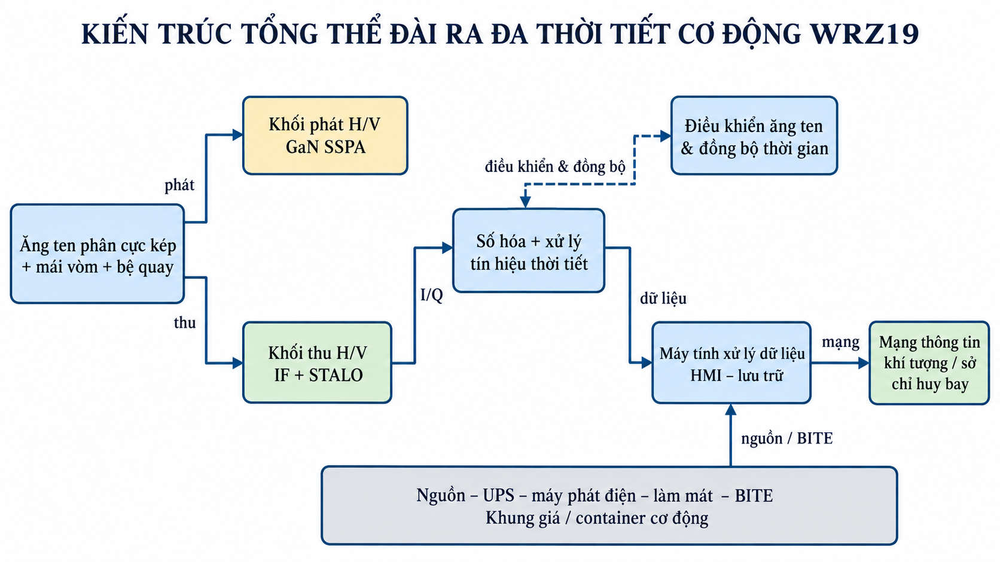 KIẾN TRÚC TỔNG THỂ ĐÀI RA ĐA THỜI TIẾT CƠ ĐỘNG WRZ19
Khối phát H/V
GaN SSPA
Điều khiển ăng ten
& đồng bộ thời gian
điều khiển & đồng bộ
phát
Ăng ten phân cực kép
+ mái vòm + bệ quay
Số hóa + xử lý
tín hiệu thời tiết
I/Q
dữ liệu
thu
Khối thu H/V
IF + STALO
Máy tính xử lý dữ liệu
HMI – lưu trữ
mạng
Mạng thông tin
khí tượng / sở
chỉ huy bay
nguồn / BITE
Nguồn – UPS – máy phát điện – làm mát – BITE
Khung giá / container cơ động